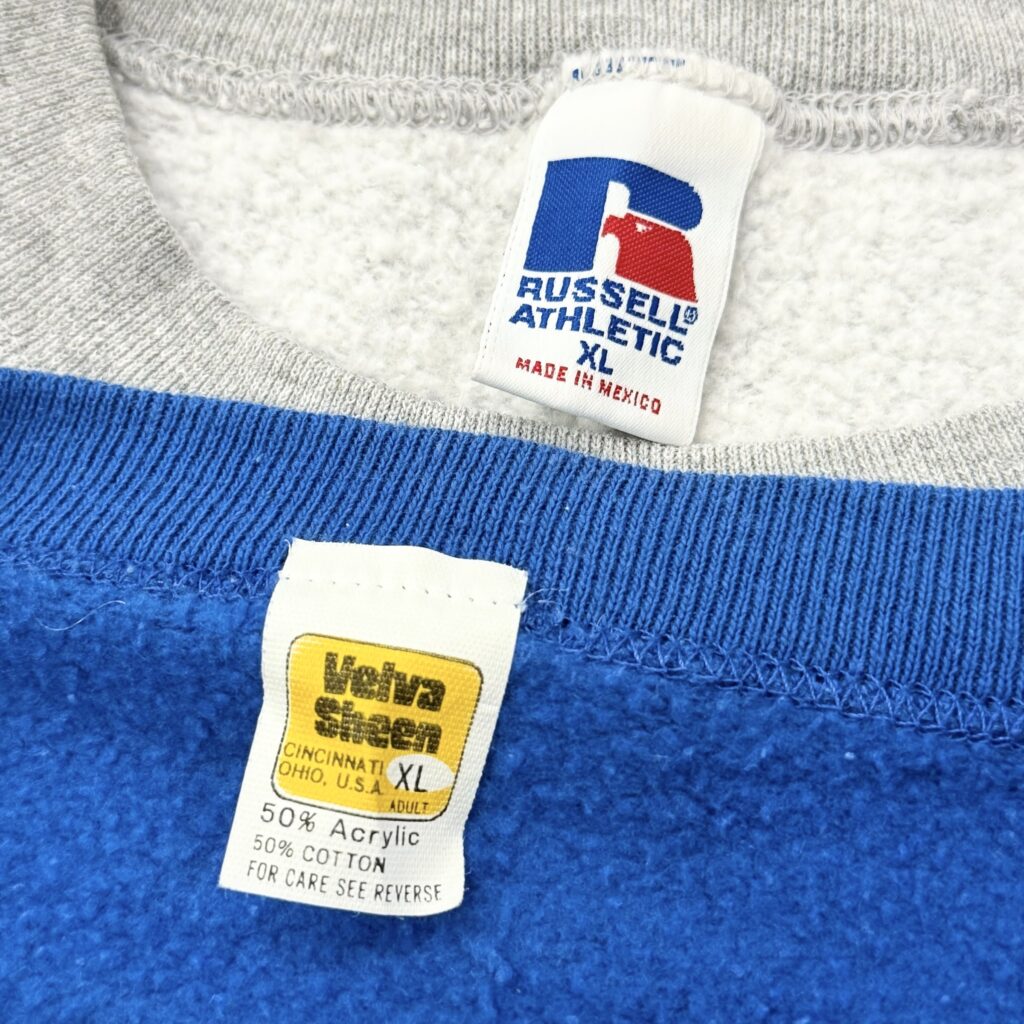 RUSSELL®
ATHLETIC
XL
MADE IN MEXICO
Velva
Sheen
CINCINNATI
OHIO, U.S.A.
XL
ADULT
50% Acrylic
50% COTTON
FOR CARE SEE REVERSE